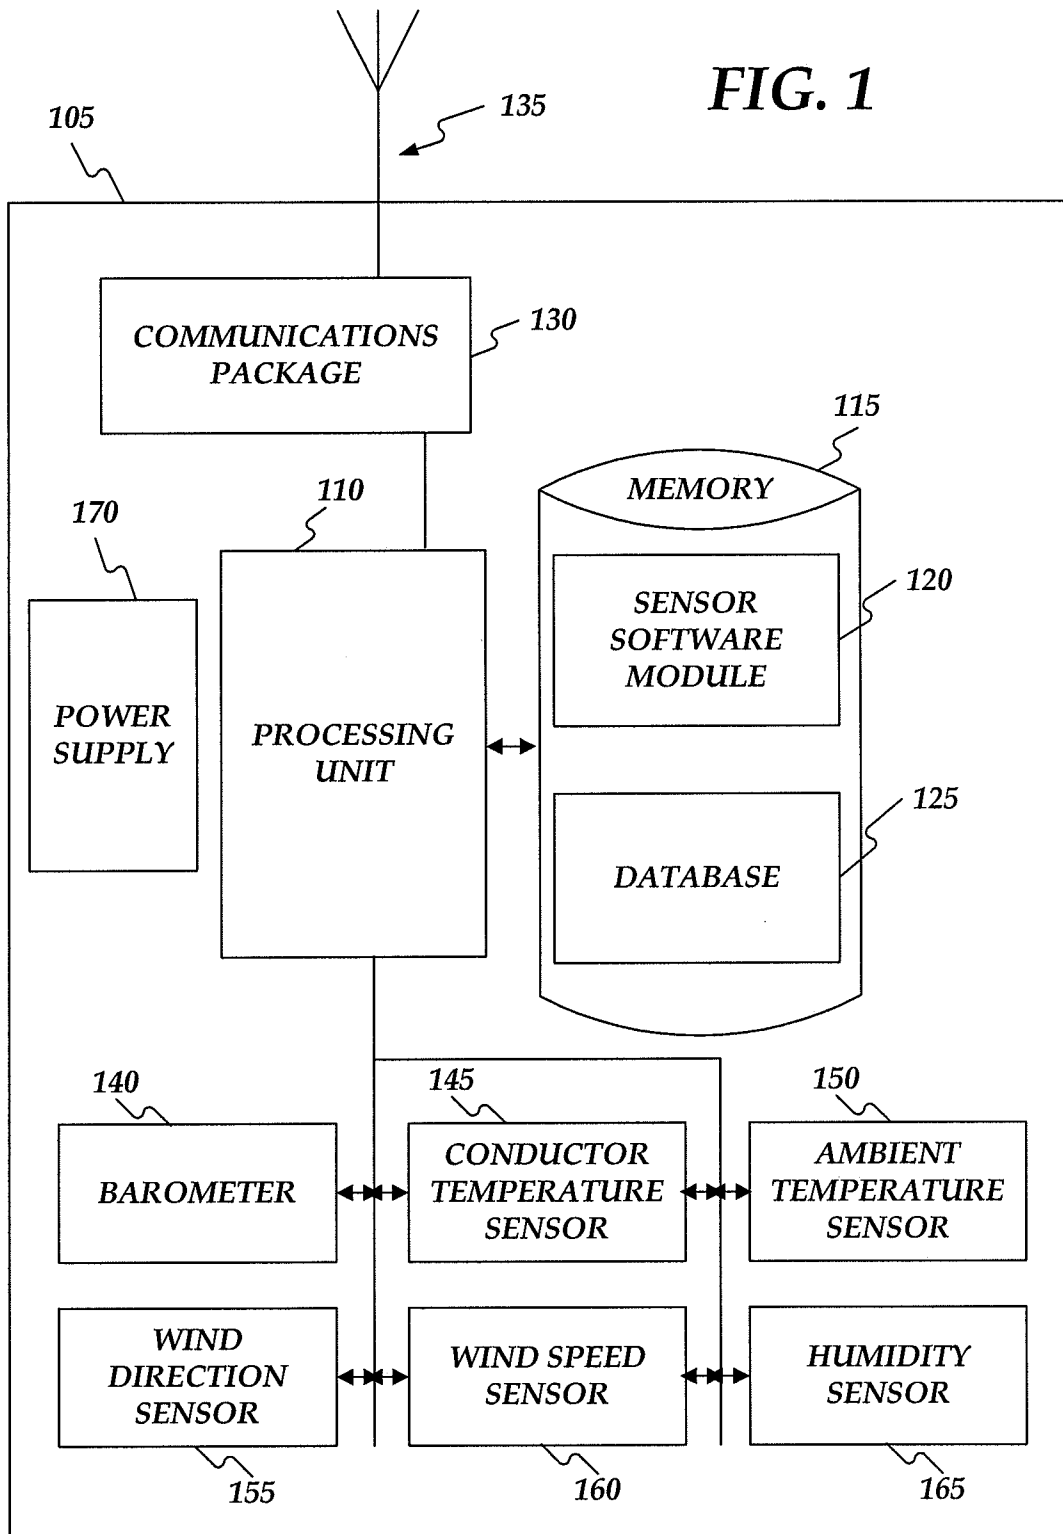 FIG. 1
135
105
COMMUNICATIONS
PACKAGE
130
115
MEMORY
110
170
SENSOR
SOFTWARE
MODULE
120
POWER
SUPPLY
PROCESSING
UNIT
125
DATABASE
140
145
150
BAROMETER
CONDUCTOR
TEMPERATURE
SENSOR
AMBIENT
TEMPERATURE
SENSOR
WIND
DIRECTION
SENSOR
WIND SPEED
SENSOR
HUMIDITY
SENSOR
155
160
165